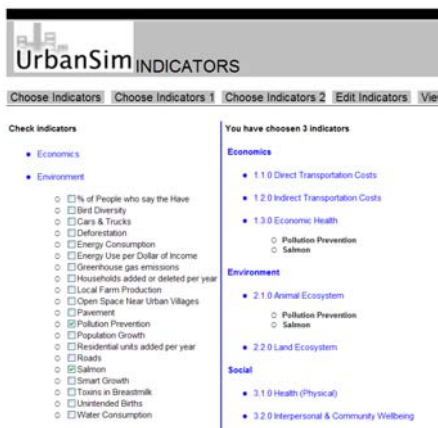 UrbanSim INDICATORS
Choose Indicators Choose Indicators 1 Choose Indicators 2 Edit Indicators Vie
Check indicators
Economics
Environment
% of People who say the Have
Bird Diversity
Cars & Trucks
Deforestation
Energy Consumption
Energy Use per Dollar of Income
Greenhouse gas emissions
Households added or deleted per year
Local Farm Production
Open Space Near Urban Villages
Pavement
Pollution Prevention
Population Growth
Residential units added per year
Roads
Salmon
Smart Growth
Toxins in Breastmilk
Unintended Births
Water Consumption
You have choosen 3 indicators
Economics
1.1.0 Direct Transportation Costs
1.2.0 Indirect Transportation Costs
1.3.0 Economic Health
Pollution Prevention
Salmon
Environment
2.1.0 Animal Ecosystem
Pollution Prevention
Salmon
2.2.0 Land Ecosystem
Social
3.1.0 Health (Physical)
3.2.0 Interpersonal & Community Wellbeing